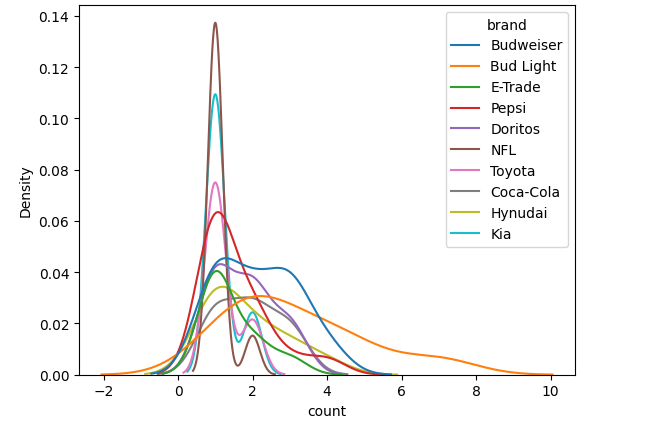 0.14
0.12
0.10
0.08
0.06
0.04
0.02
0.00
Density
−2 0 2 4 6 8 10
count
brand
Budweiser
Bud Light
E-Trade
Pepsi
Doritos
NFL
Toyota
Coca-Cola
Hynudai
Kia